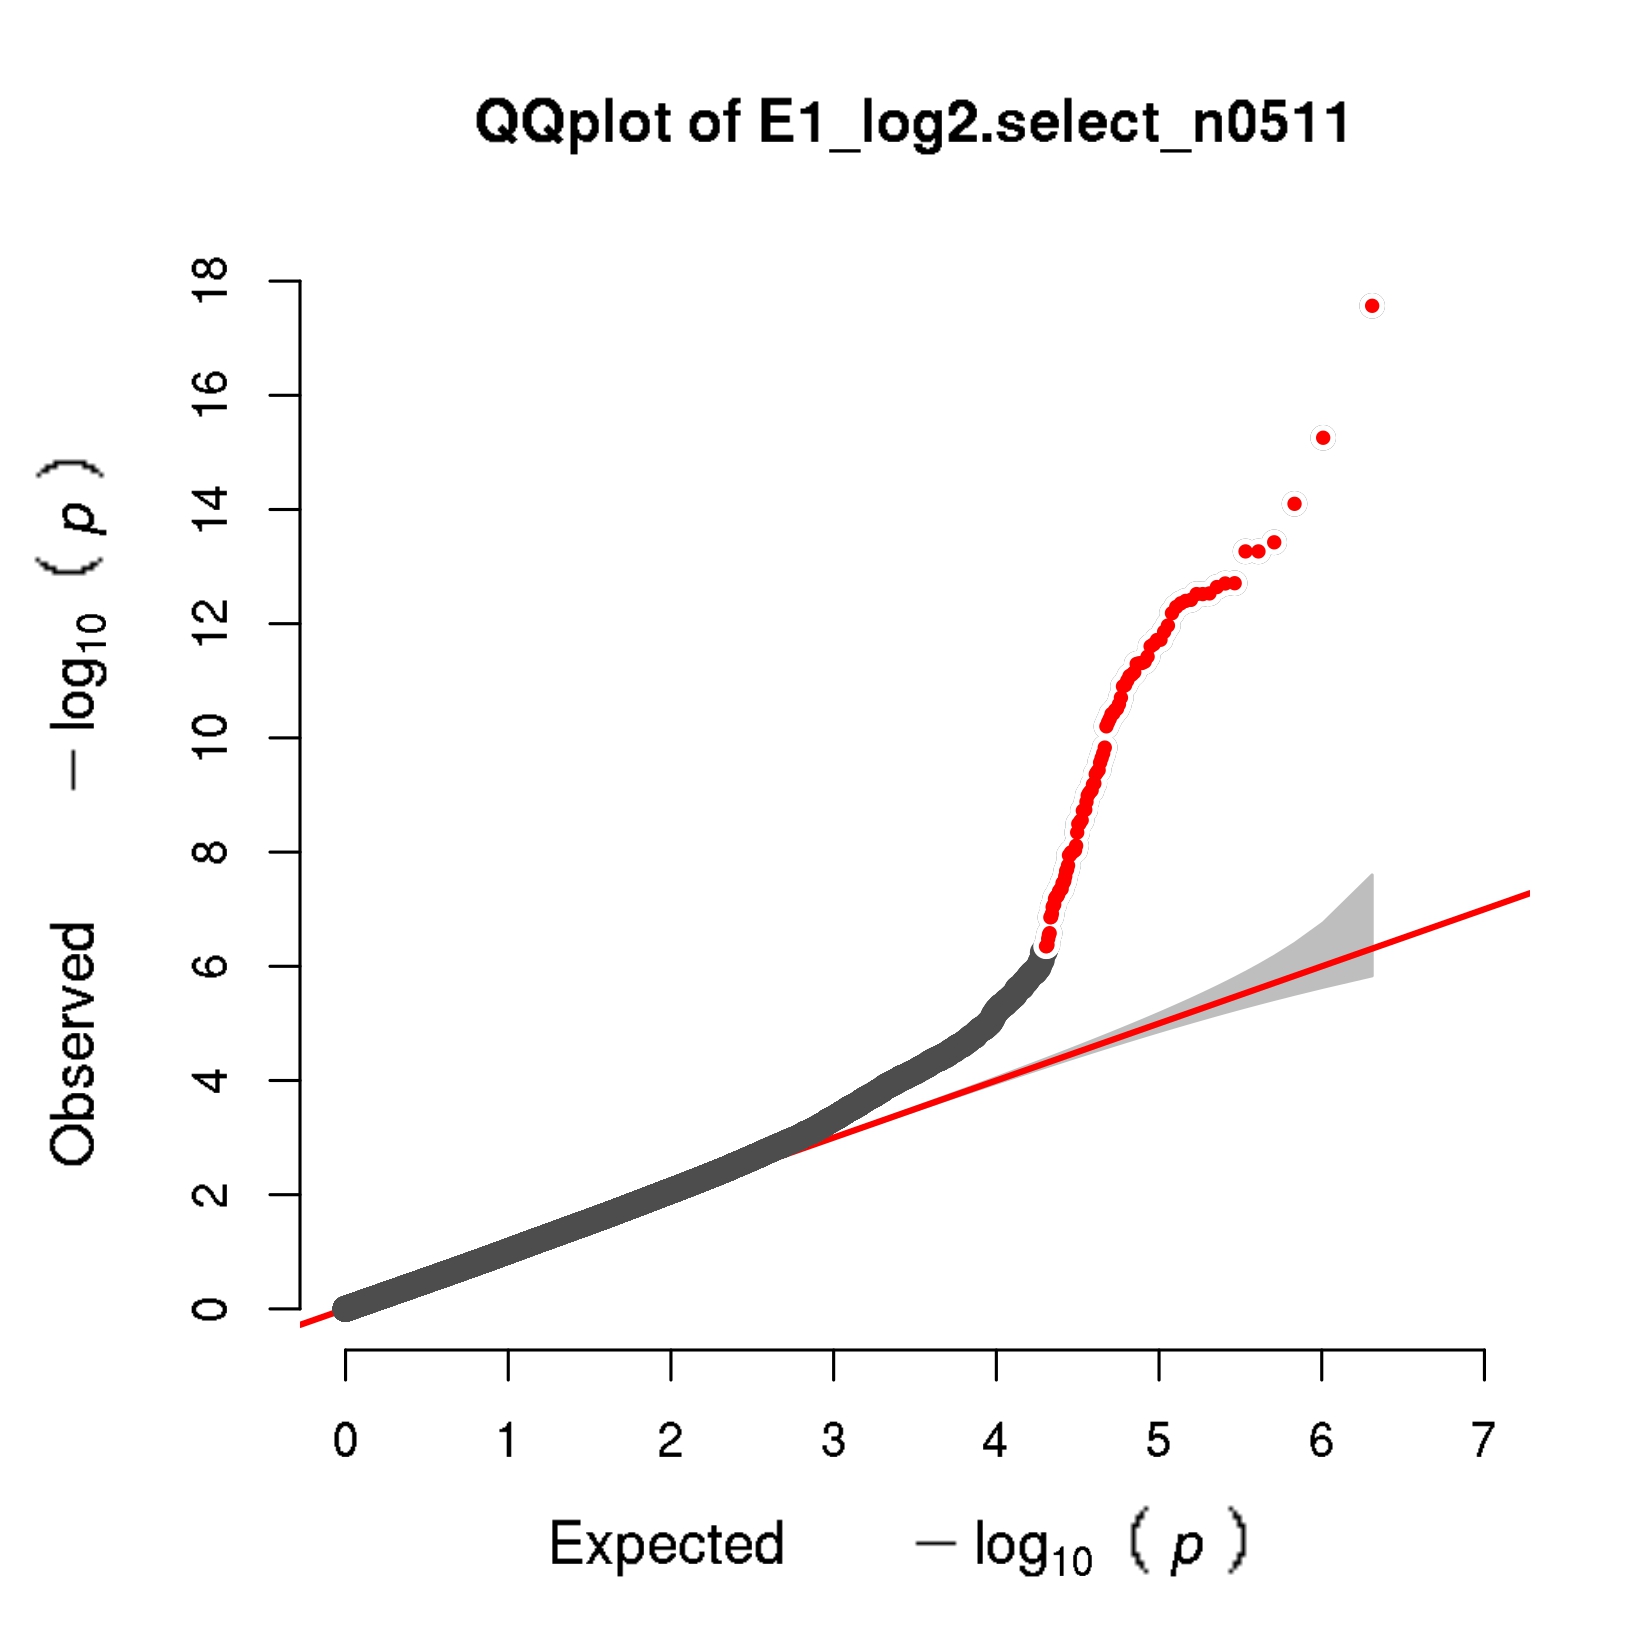 QQplot of E1_log2.select_n0511
Observed −log10 ( p )
18
16
14
12
10
8
6
4
2
0
0 1 2 3 4 5 6 7
Expected −log10 ( p )